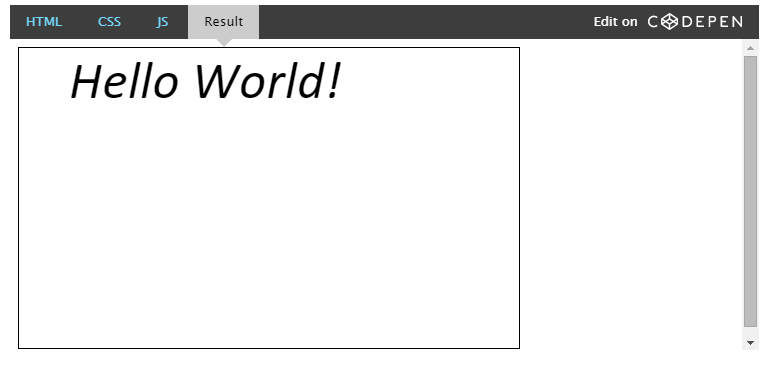 HTML CSS JS Result Edit on CODEPEN
Hello World!